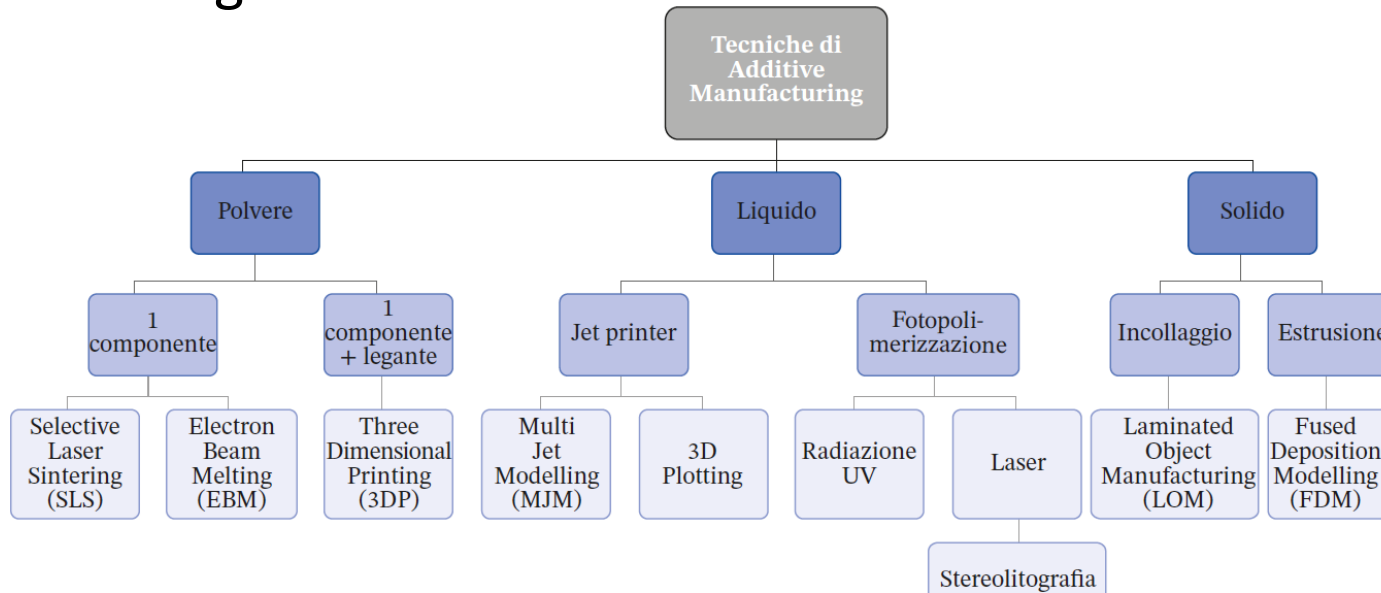 Tecniche di
Additive
Manufacturing
Polvere
Liquido
Solido
1
componente
1
componente
+ legante
Jet printer
Fotopoli-
merizzazione
Incollaggio
Estrusione
Selective
Laser
Sintering
(SLS)
Electron
Beam
Melting
(EBM)
Three
Dimensional
Printing
(3DP)
Multi
Jet
Modelling
(MJM)
3D
Plotting
Radiazione
UV
Laser
Laminated
Object
Manufacturing
(LOM)
Fused
Deposition
Modelling
(FDM)
Stereolitografia